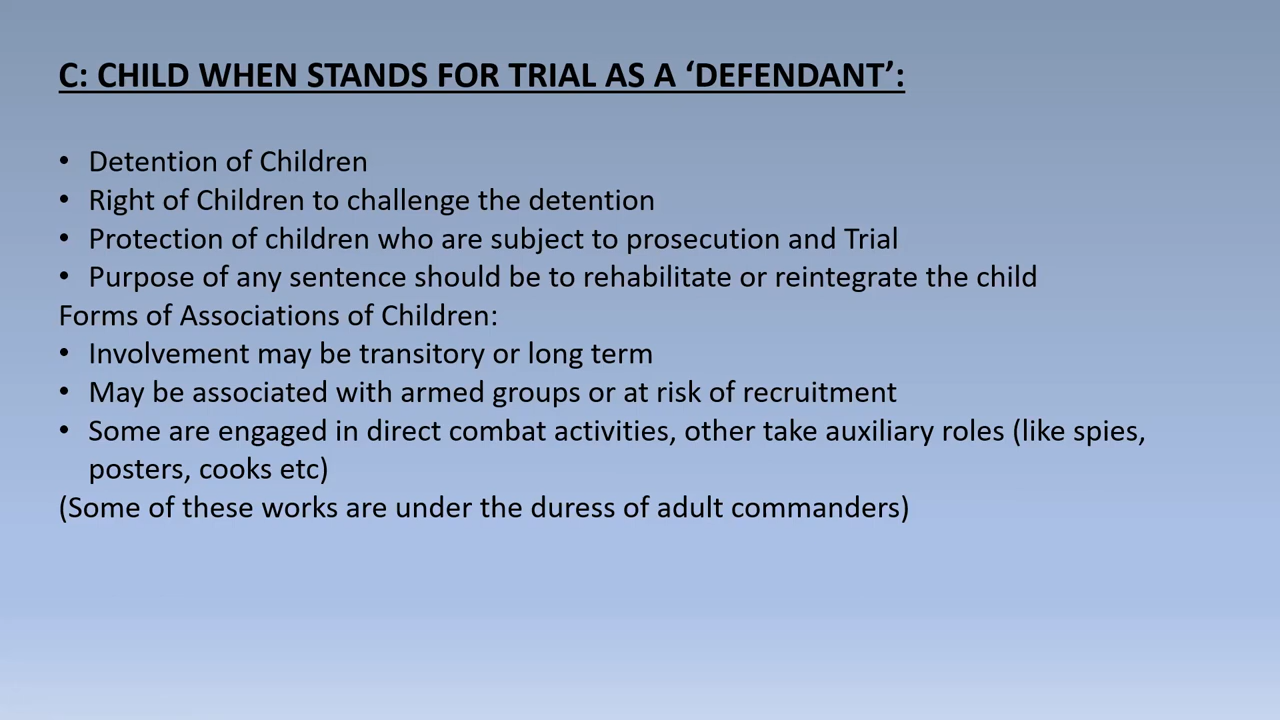 C: CHILD WHEN STANDS FOR TRIAL AS A ‘DEFENDANT’:
• Detention of Children
• Right of Children to challenge the detention
• Protection of children who are subject to prosecution and Trial
• Purpose of any sentence should be to rehabilitate or reintegrate the child
Forms of Associations of Children:
• Involvement may be transitory or long term
• May be associated with armed groups or at risk of recruitment
• Some are engaged in direct combat activities, other take auxiliary roles (like spies,
posters, cooks etc)
(Some of these works are under the duress of adult commanders)